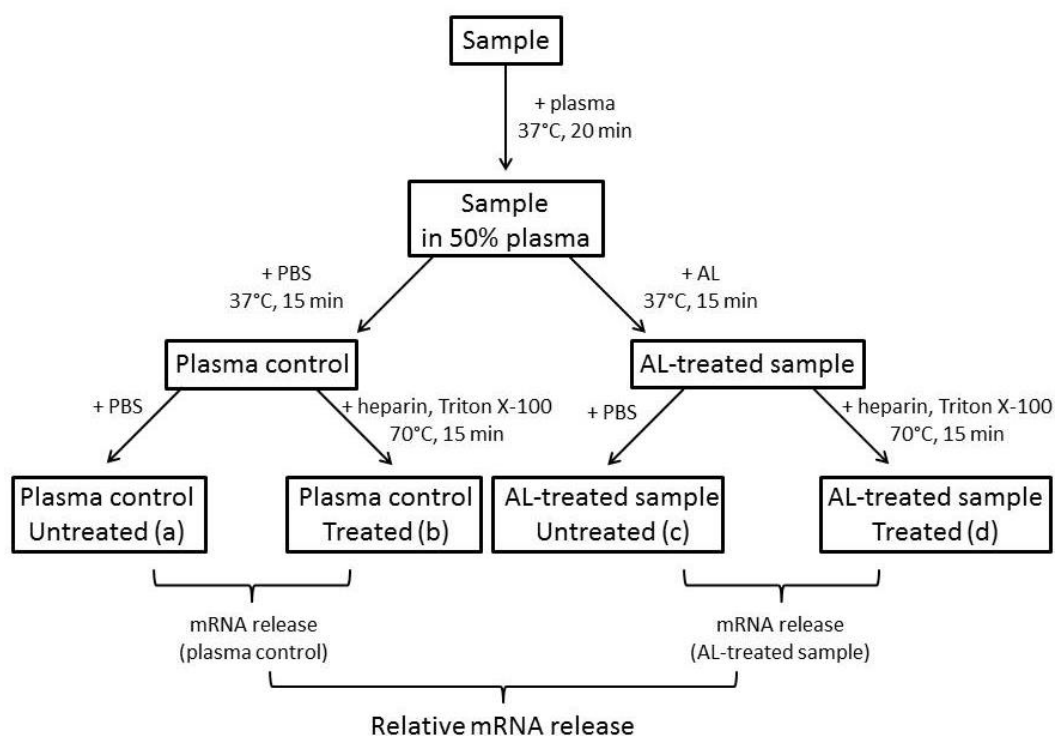 Sample
+ plasma
37°C, 20 min
Sample
in 50% plasma
+ PBS
37°C, 15 min
+ AL
37°C, 15 min
Plasma control
AL-treated sample
+ PBS
+ heparin, Triton X-100
70°C, 15 min
+ PBS
+ heparin, Triton X-100
70°C, 15 min
Plasma control
Untreated (a)
Plasma control
Treated (b)
AL-treated sample
Untreated (c)
AL-treated sample
Treated (d)
mRNA release
(plasma control)
mRNA release
(AL-treated sample)
Relative mRNA release